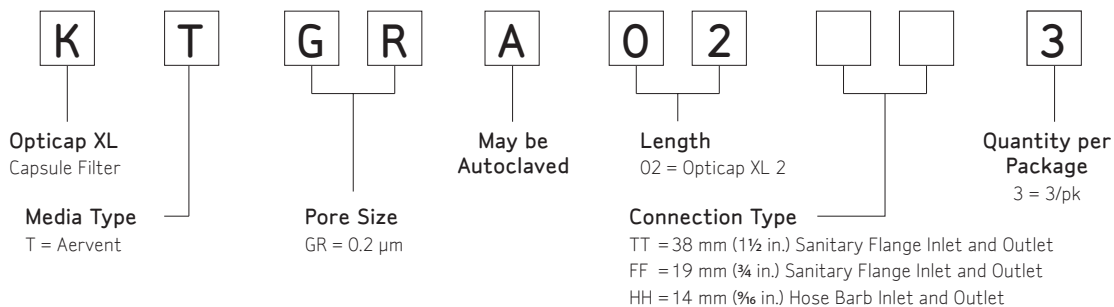 K T G R A 0 2 3
Opticap XL
Capsule Filter
Media Type
T = Aervent
Pore Size
GR = 0.2 µm
May be
Autoclaved
Length
02 = Opticap XL 2
Connection Type
TT = 38 mm (1½ in.) Sanitary Flange Inlet and Outlet
FF = 19 mm (¾ in.) Sanitary Flange Inlet and Outlet
HH = 14 mm (9⁄16 in.) Hose Barb Inlet and Outlet
Quantity per
Package
3 = 3/pk